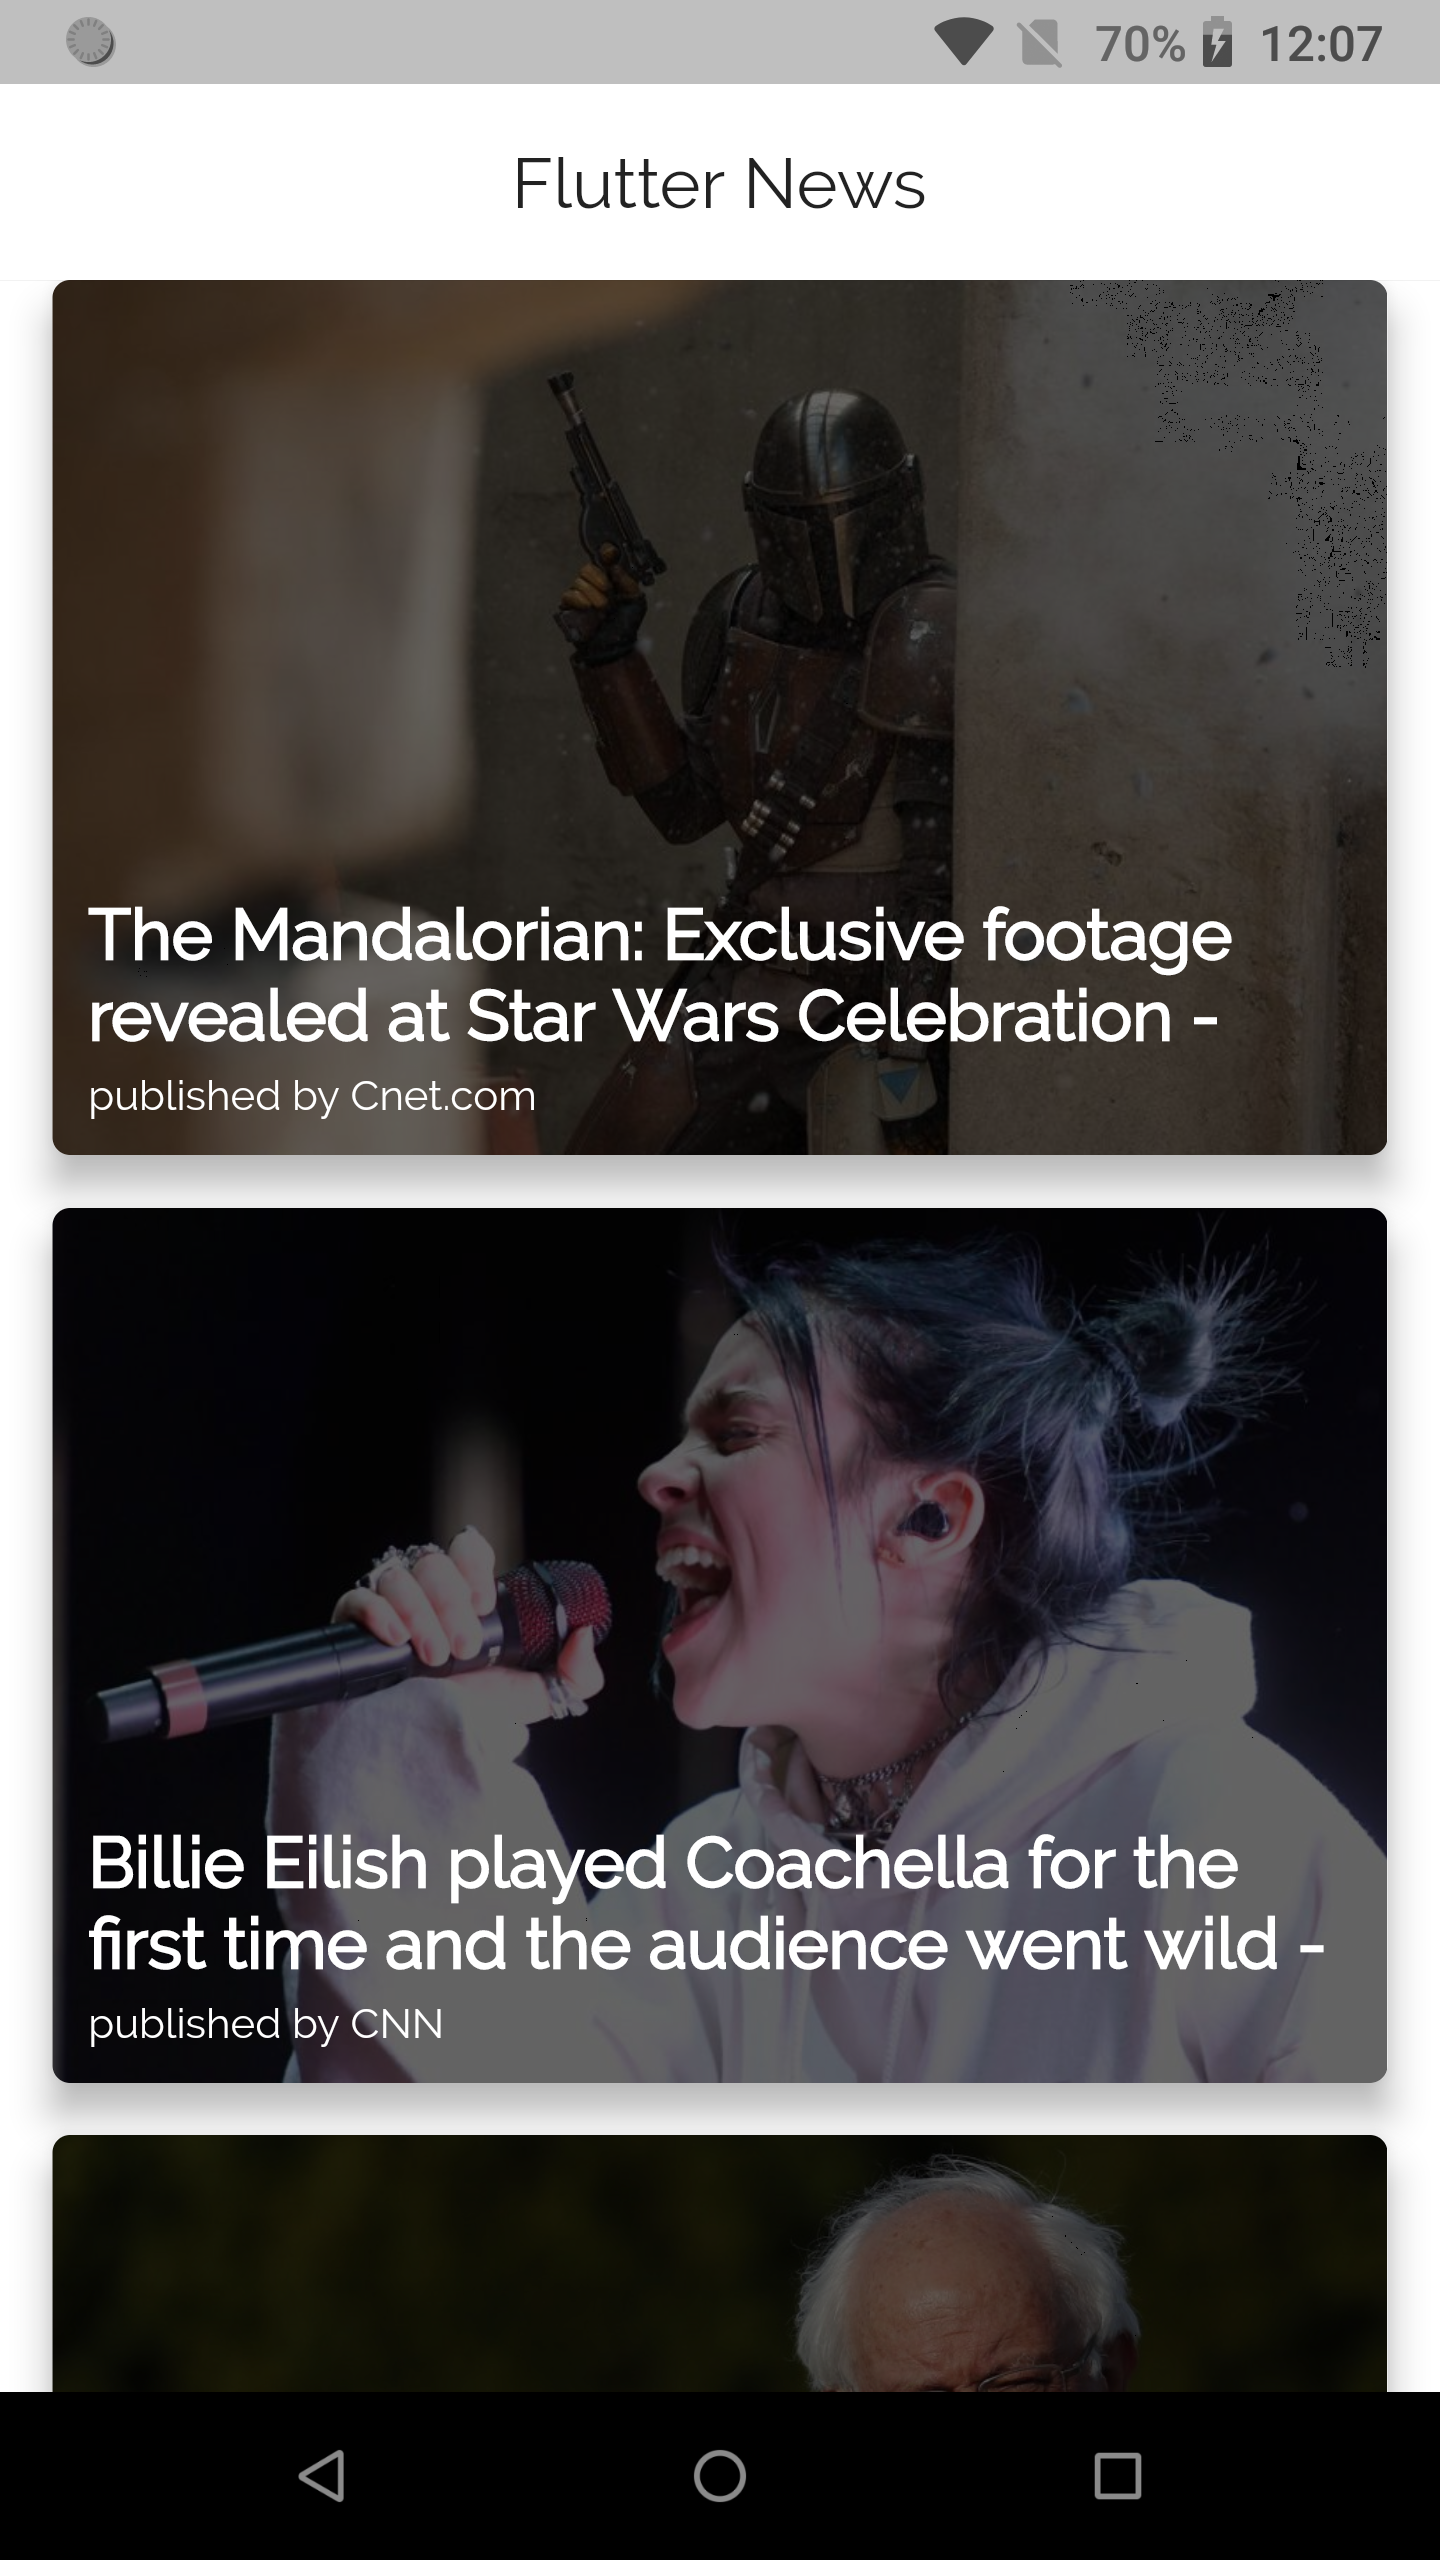 70% 12:07
Flutter News
The Mandalorian: Exclusive footage
revealed at Star Wars Celebration -
published by Cnet.com
Billie Eilish played Coachella for the
first time and the audience went wild -
published by CNN